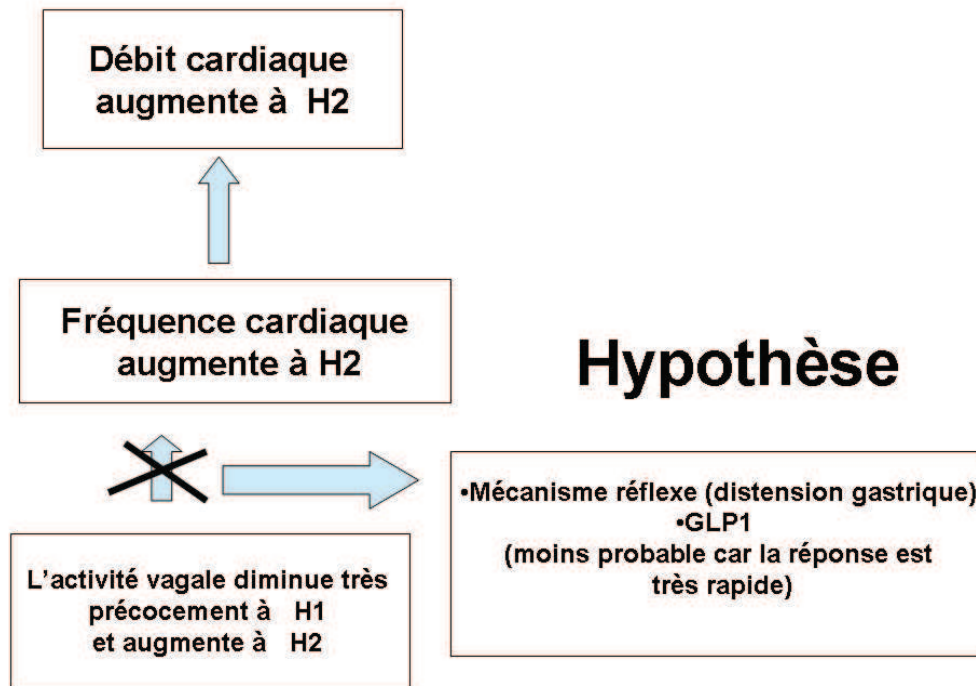 Débit cardiaque
augmente à H2
Fréquence cardiaque
augmente à H2
Hypothèse
•Mécanisme réflexe (distension gastrique)
•GLP1
(moins probable car la réponse est
très rapide)
L'activité vagale diminue très
précocement à H1
et augmente à H2